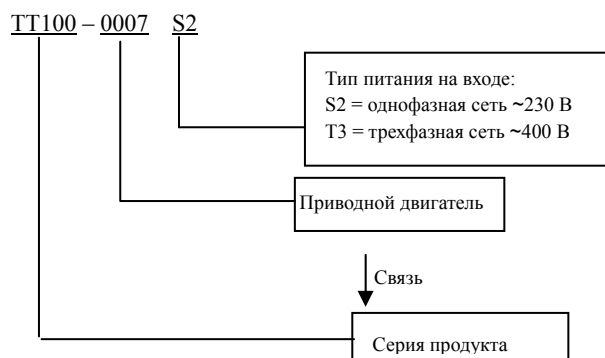 TT100 – 0007 S2
Тип питания на входе:
S2 = однофазная сеть ~230 В
T3 = трехфазная сеть ~400 В
Приводной двигатель
Связь
Серия продукта